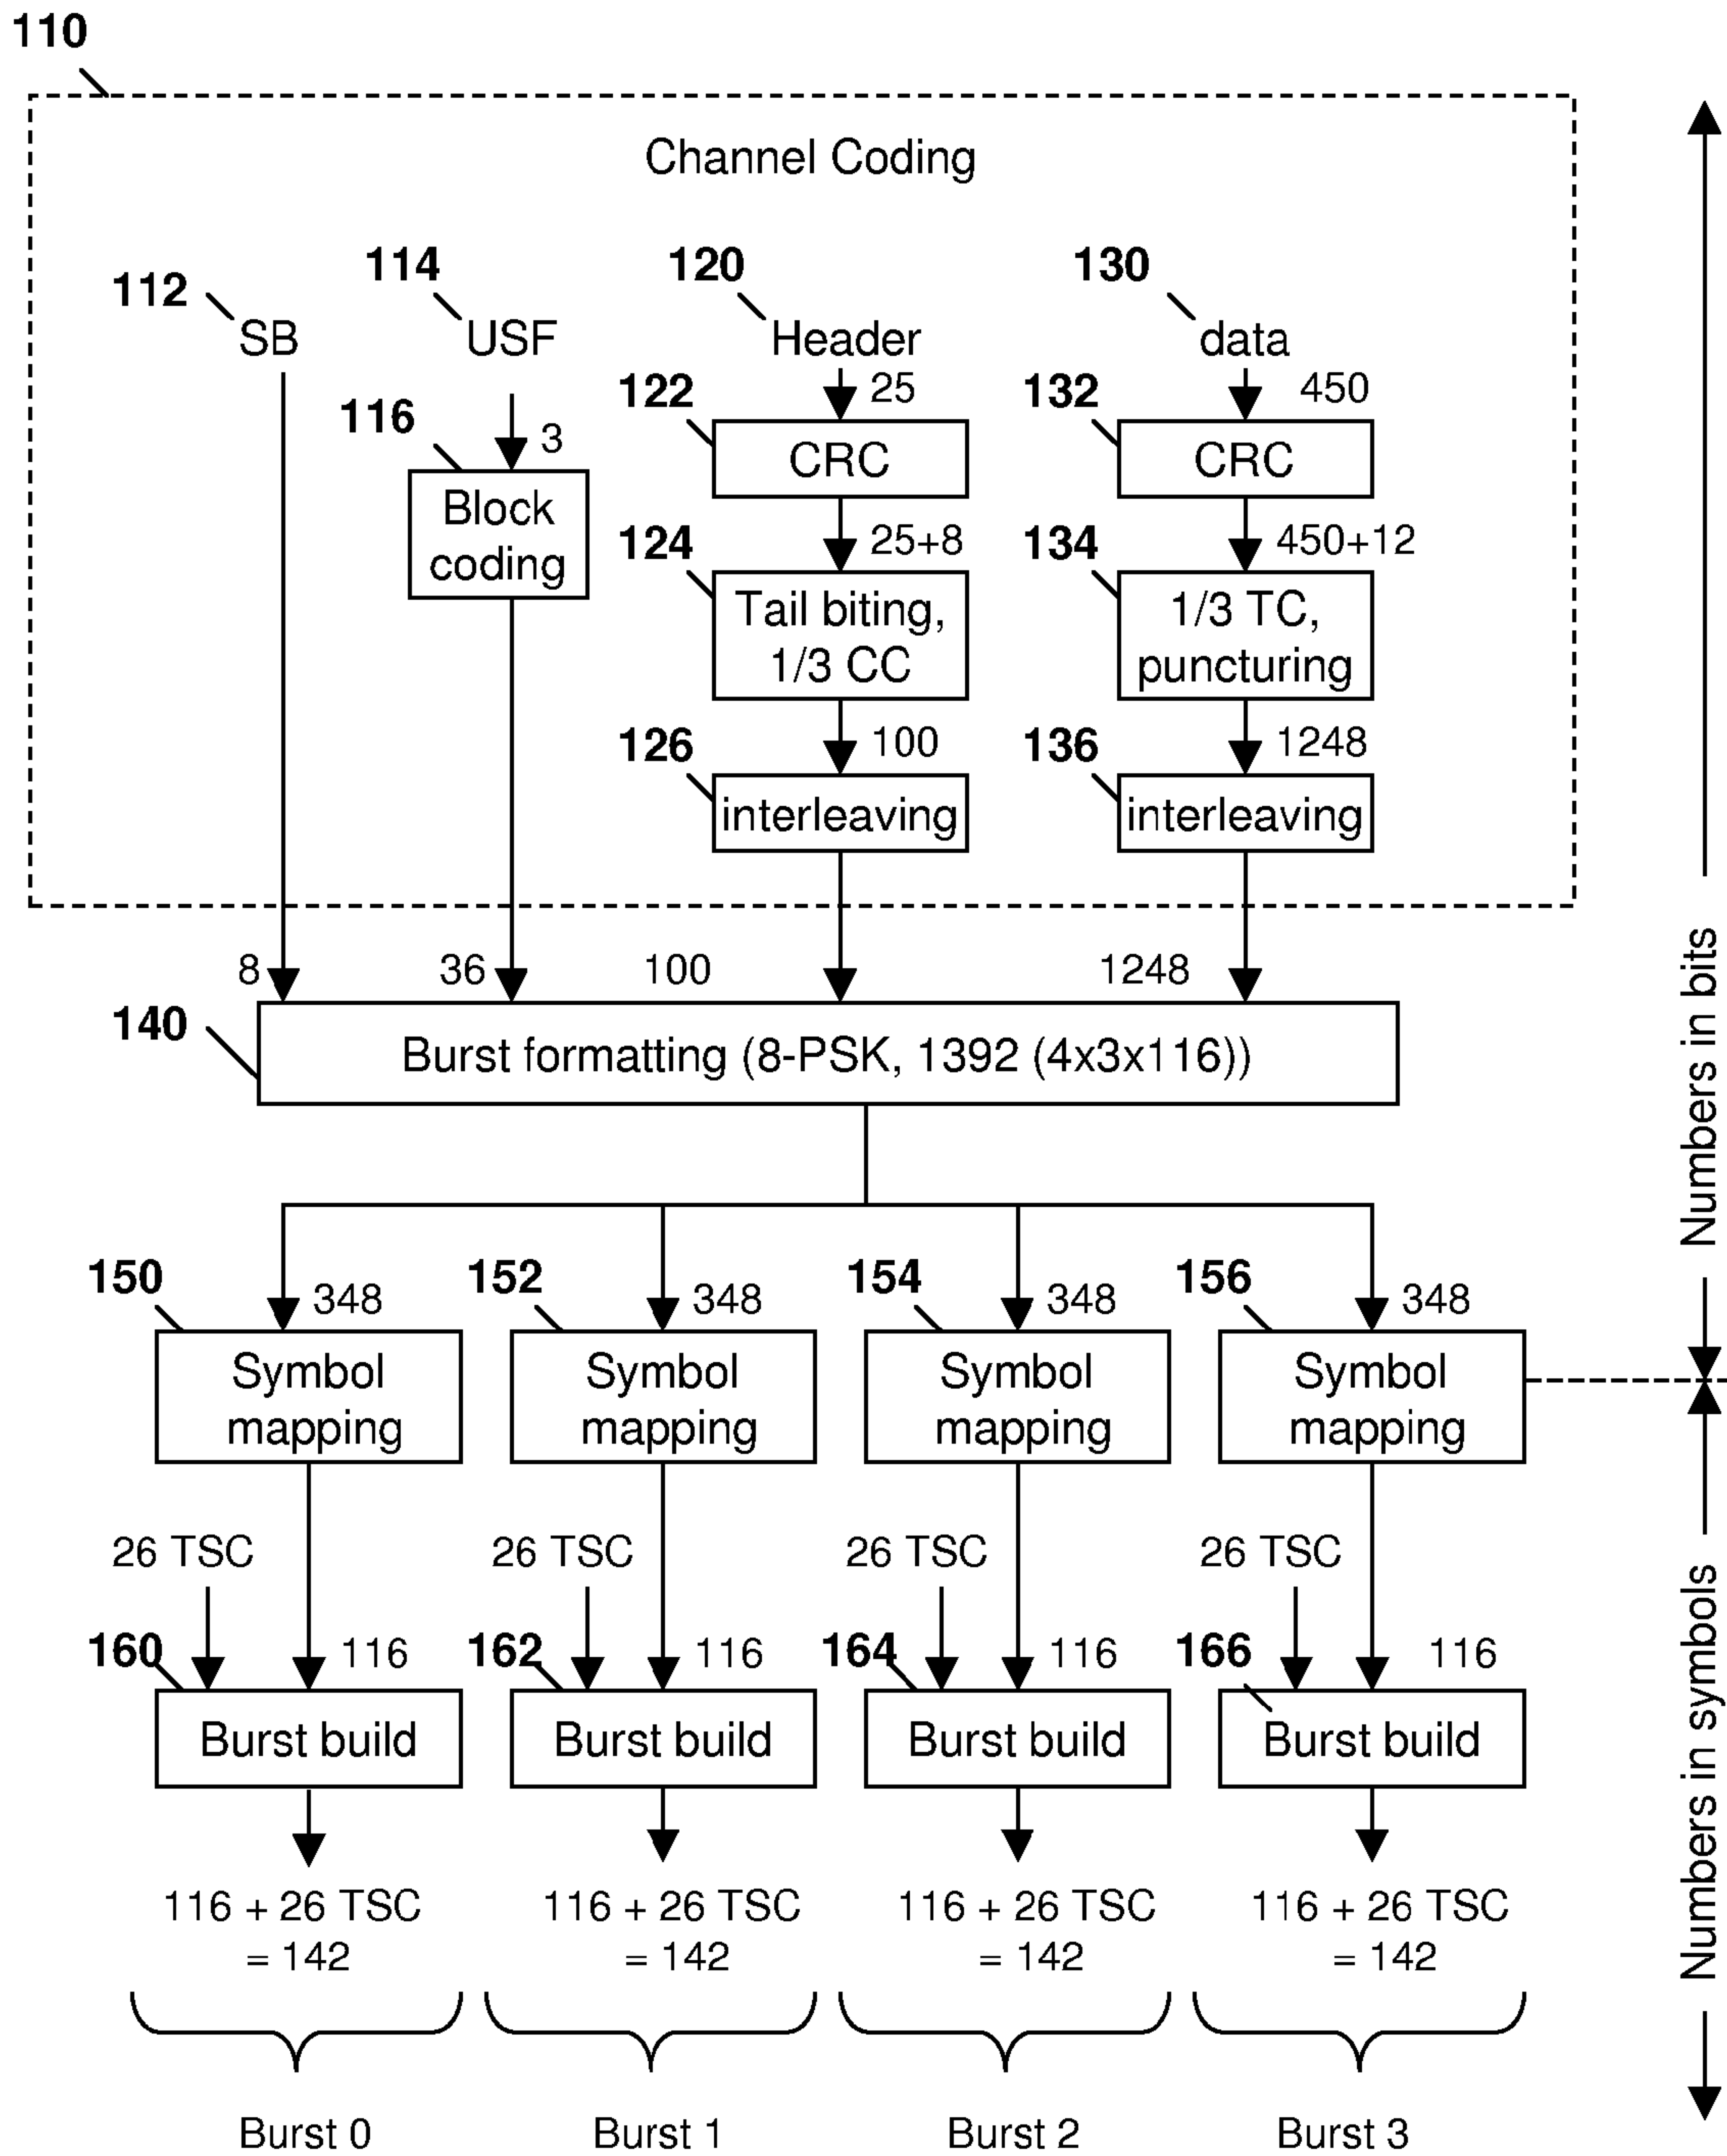 110
Channel Coding
112
114
120
130
SB
USF
Header
data
116
3
122
25
132
450
Block
coding
CRC
CRC
124
25+8
134
450+12
Tail biting,
1/3 CC
1/3 TC,
puncturing
126
100
136
1248
interleaving
interleaving
8
36
100
1248
140
Burst formatting (8-PSK, 1392 (4x3x116))
Numbers in bits
150
348
152
348
154
348
156
348
Symbol
mapping
Symbol
mapping
Symbol
mapping
Symbol
mapping
26 TSC
26 TSC
26 TSC
26 TSC
160
116
162
116
164
116
166
116
Burst build
Burst build
Burst build
Burst build
Numbers in symbols
116 + 26 TSC
= 142
116 + 26 TSC
= 142
116 + 26 TSC
= 142
116 + 26 TSC
= 142
Burst 0
Burst 1
Burst 2
Burst 3